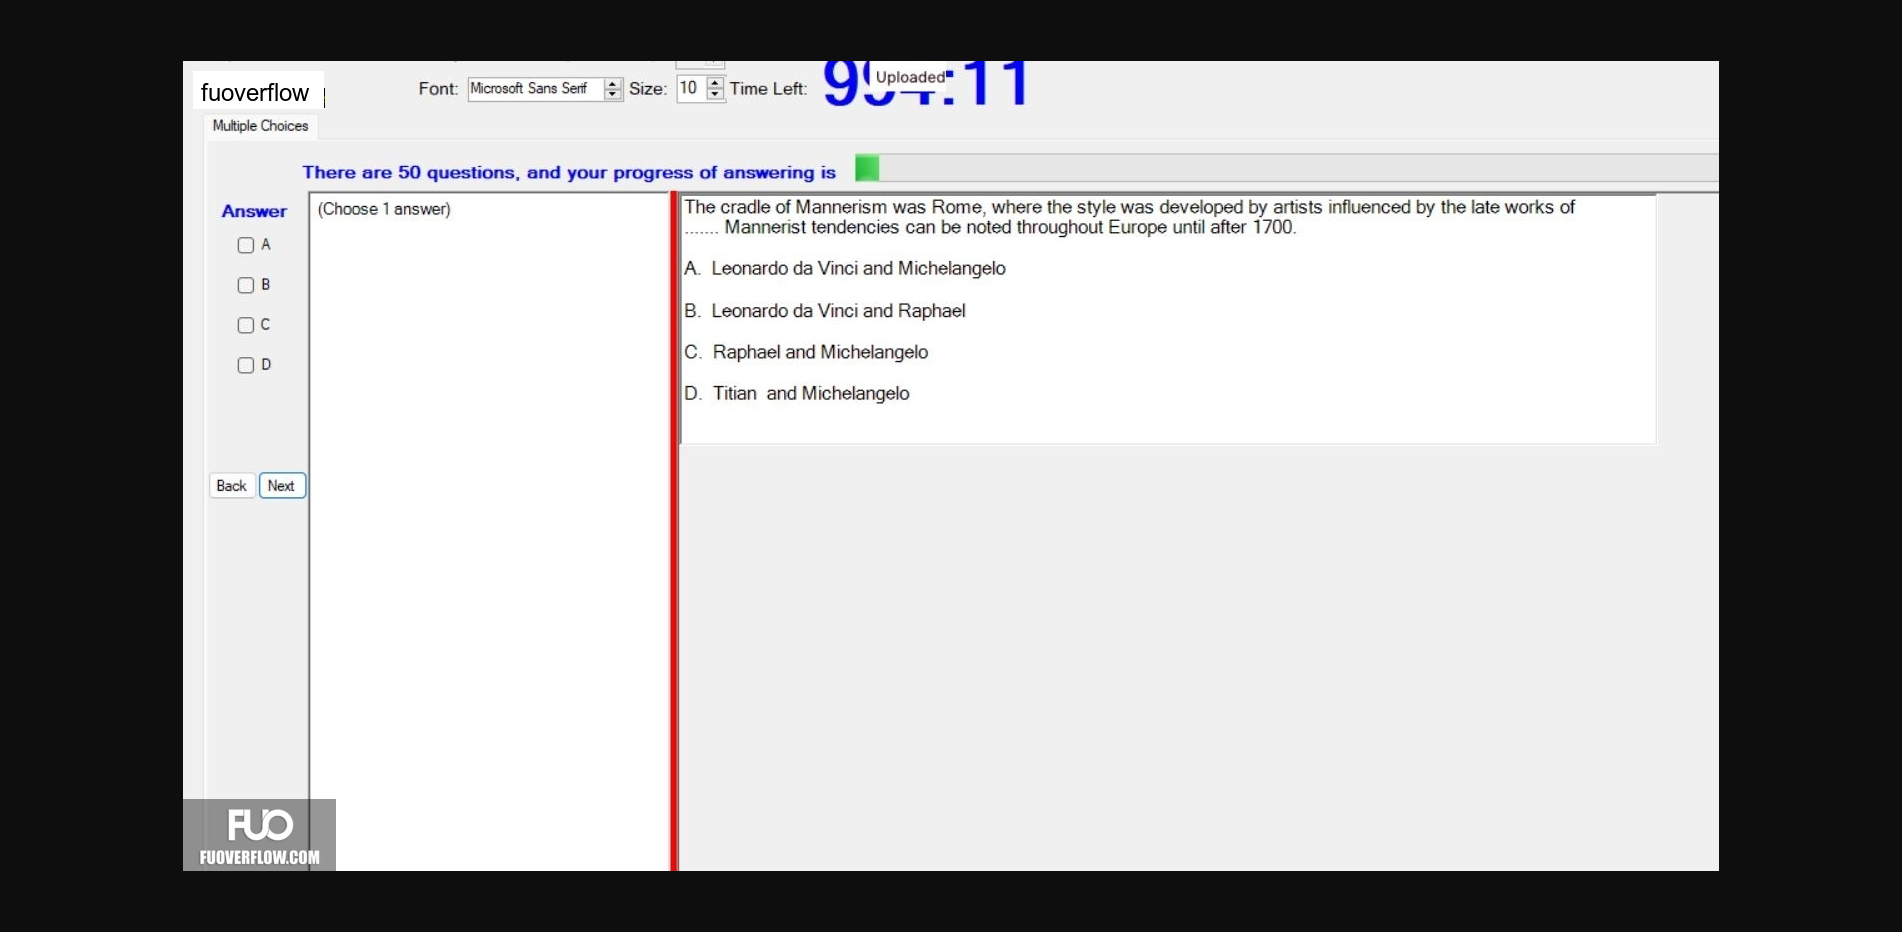 fuoverflow
Font: Microsoft Sans Serif Size: 10 Time Left: :11
Uploaded
Multiple Choices
There are 50 questions, and your progress of answering is
Answer
(Choose 1 answer)
A
B
C
D
Back Next
The cradle of Mannerism was Rome, where the style was developed by artists influenced by the late works of
....... Mannerist tendencies can be noted throughout Europe until after 1700.
A. Leonardo da Vinci and Michelangelo
B. Leonardo da Vinci and Raphael
C. Raphael and Michelangelo
D. Titian and Michelangelo
FUO
FUOVERFLOW.COM